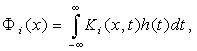 Φ_i(x) = ∫_{-∞}^{∞} K_i(x,t)h(t)dt,